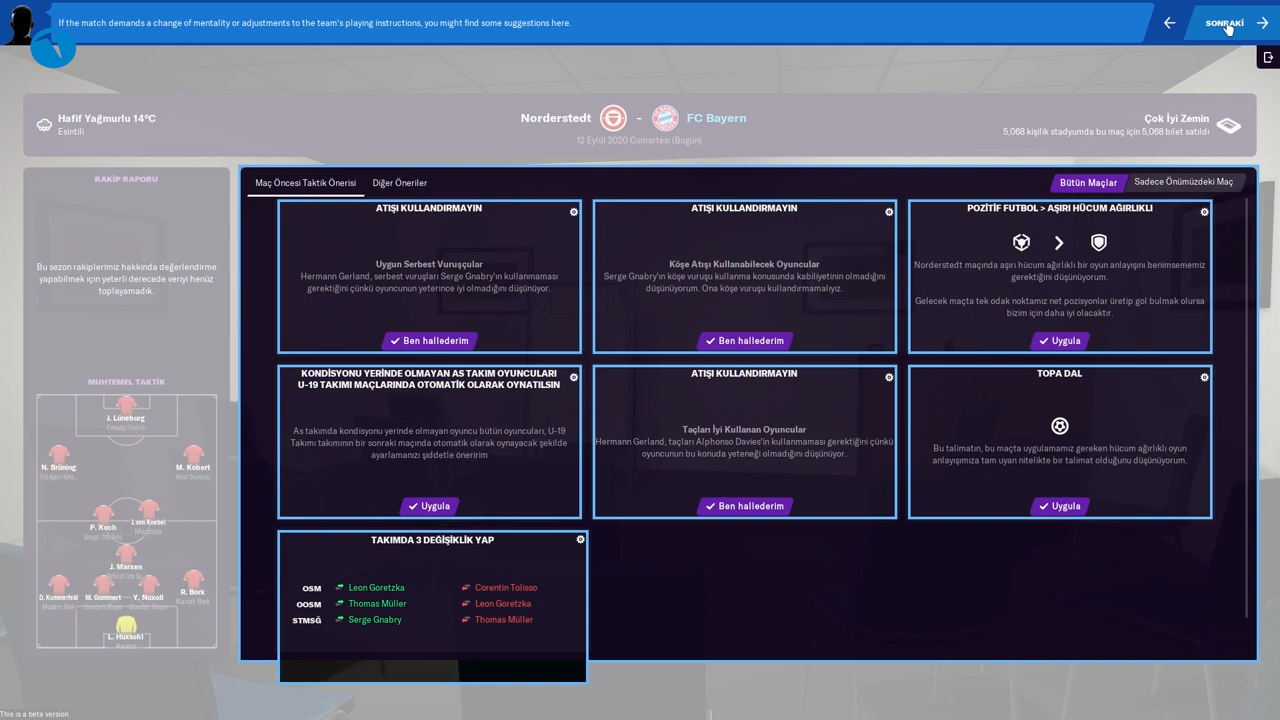 If the match demands a change of mentality or adjustments to the team's playing instructions, you might find some suggestions here.
SONRAKİ
Hafif Yağmurlu 14°C
Esintili
Norderstedt - FC Bayern
12 Eylül 2020 Cumartesi (Bugün)
Çok İyi Zemin
5,068 kişilik stadyumda bu maç için 5,068 bilet satıldı
RAKİP RAPORU
Bu sezon rakiplerimiz hakkında değerlendirme
yapabilmek için yeterli derecede veriyi henüz
toplayamadık.
MUHTEMEL TAKTİK
J. Lüneburg
Fırsatçı Golcü
N. Brüning
M. Kobert
Kanat Oyuncusu
P. Koch
J. von Knebel
Mezzala
J. Marxen
D. Kummerfeld
Modern Bek
M. Gommert
Y. Nuxoll
R. Bork
Kanat Bek
L. Huxsohl
Kaleci
Maç Öncesi Taktik Önerisi
Diğer Öneriler
Bütün Maçlar
Sadece Önümüzdeki Maç
ATIŞI KULLANDIRMAYIN
Uygun Serbest Vuruşçular
Hermann Gerland, serbest vuruşları Serge Gnabry'ın kullanmaması
gerektiğini çünkü oyuncunun yeterince iyi olmadığını düşünüyor.
Ben hallederim
ATIŞI KULLANDIRMAYIN
Köşe Atışı Kullanabilecek Oyuncular
Serge Gnabry'ın köşe vuruşu kullanma konusunda kabiliyetinin olmadığını
düşünüyorum. Ona köşe vuruşu kullandırmamalıyız.
Ben hallederim
POZİTİF FUTBOL > AŞIRI HÜCUM AĞIRLIKLI
Norderstedt maçında aşırı hücum ağırlıklı bir oyun anlayışını benimsememiz
gerektiğini düşünüyorum.
Gelecek maçta tek odak noktamız net pozisyonlar üretip gol bulmak olursa
bizim için daha iyi olacaktır.
Uygula
KONDİSYONU YERİNDE OLMAYAN AS TAKIM OYUNCULARI
U-19 TAKIMI MAÇLARINDA OTOMATİK OLARAK OYNATILSIN
As takımda kondisyonu yerinde olmayan oyuncu bütün oyuncuları, U-19
Takımı takımının bir sonraki maçında otomatik olarak oynayacak şekilde
ayarlamanızı şiddetle öneririm
Uygula
ATIŞI KULLANDIRMAYIN
Taçları İyi Kullanan Oyuncular
Hermann Gerland, taçları Alphonso Davies'in kullanmaması gerektiğini çünkü
oyuncunun bu konuda yeteneği olmadığını düşünüyor.
Ben hallederim
TOPA DAL
Bu talimatın, bu maçta uygulamamız gereken hücum ağırlıklı oyun
anlayışımıza tam uyan nitelikte bir talimat olduğunu düşünüyorum.
Uygula
TAKIMDA 3 DEĞİŞİKLİK YAP
OSM Leon Goretzka Corentin Tolisso
OOSM Thomas Müller Leon Goretzka
STMSĞ Serge Gnabry Thomas Müller
This is a beta version